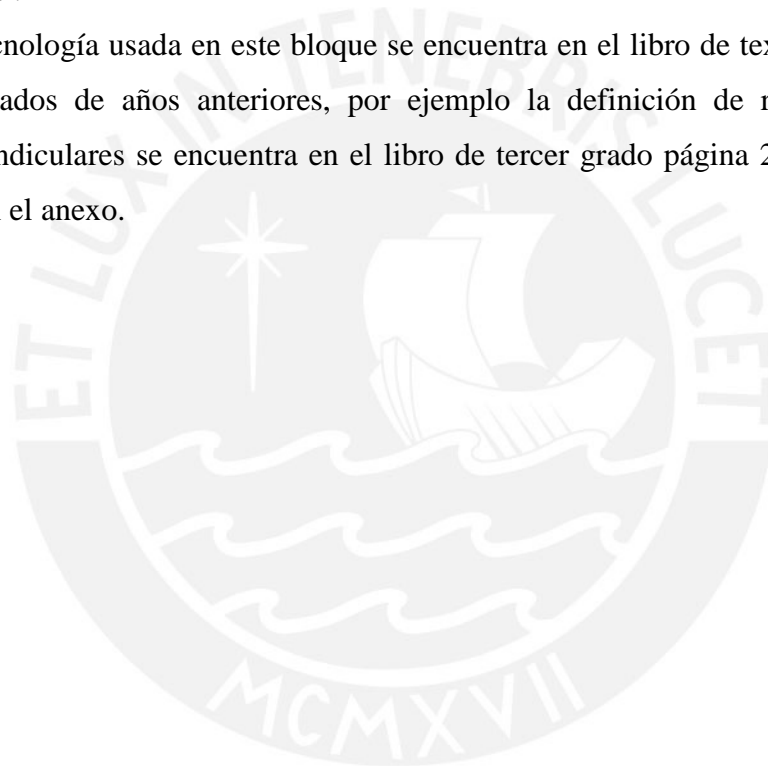 cnología usada en este bloque se encuentra en el libro de tex
ados de años anteriores, por ejemplo la definición de r
ndiculares se encuentra en el libro de tercer grado página 2
el anexo.
ET LUX IN TENEBRIS LUCET
MCMXVII